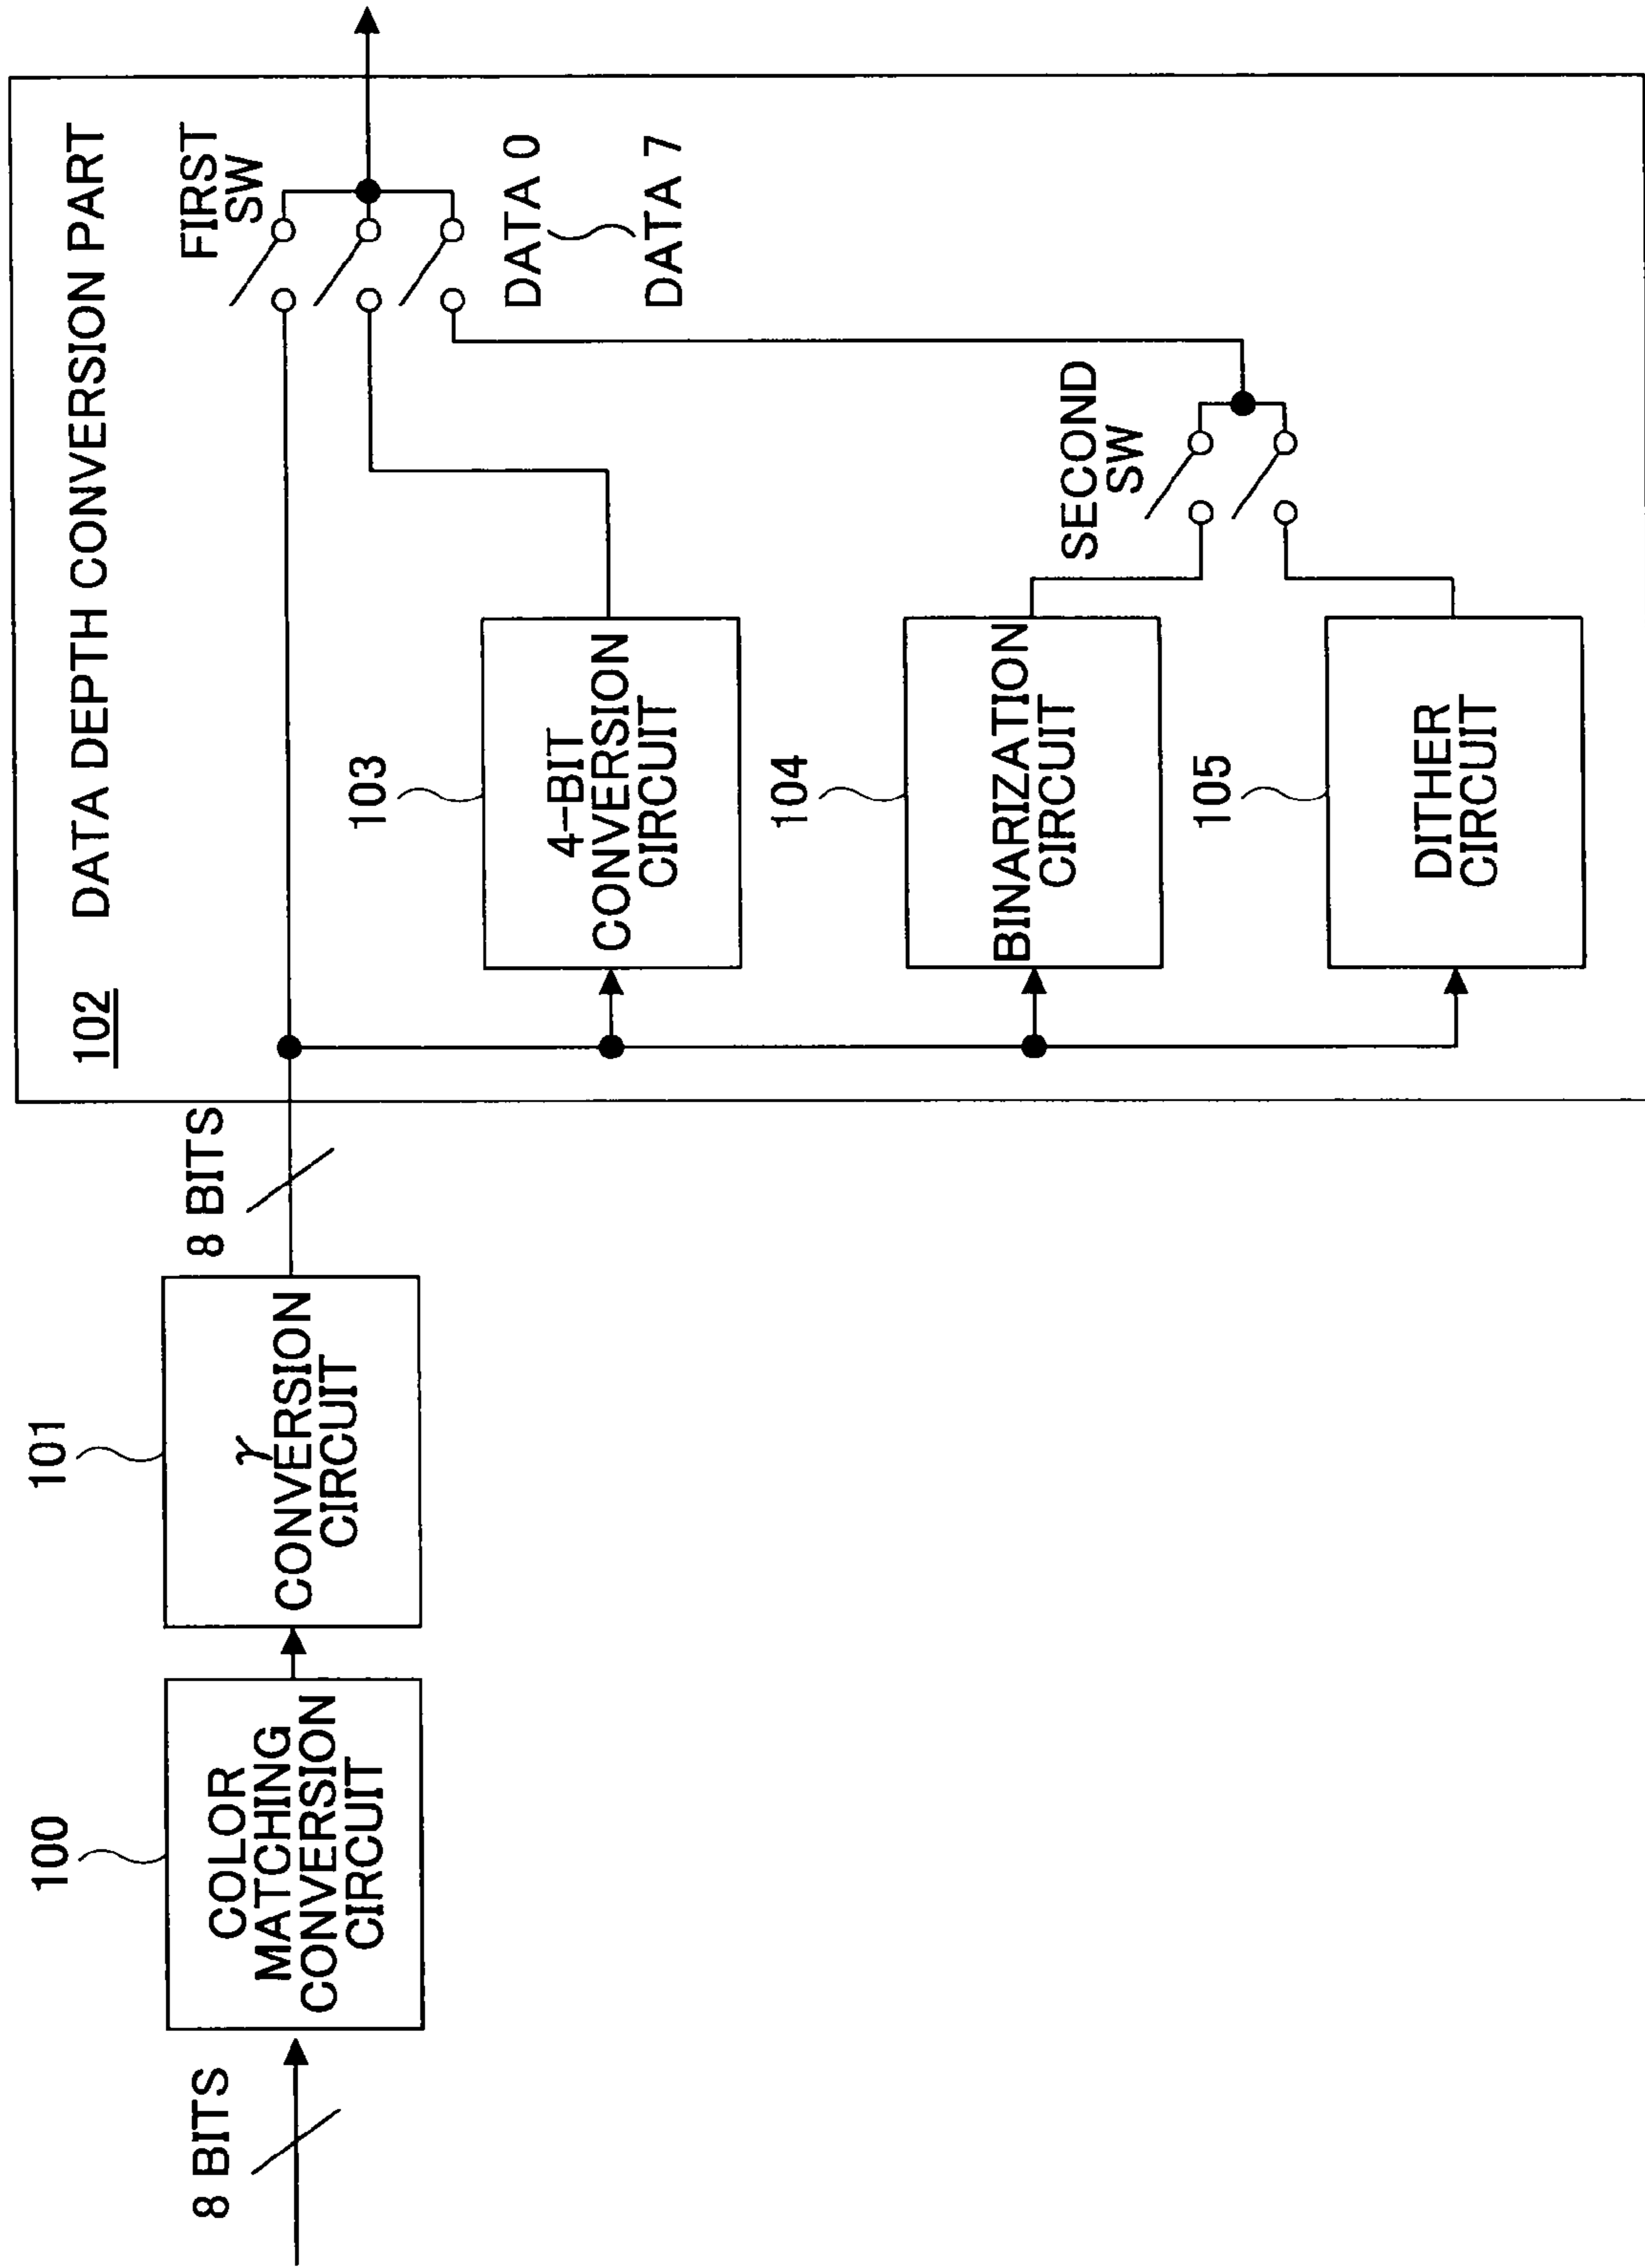 8 BITS
100
COLOR
MATCHING
CONVERSION
CIRCUIT
101
γ
CONVERSION
CIRCUIT
8 BITS
102 DATA DEPTH CONVERSION PART
103
4-BIT
CONVERSION
CIRCUIT
104
BINARIZATION
CIRCUIT
105
DITHER
CIRCUIT
FIRST
SW
DATA 0
DATA 7
SECOND
SW